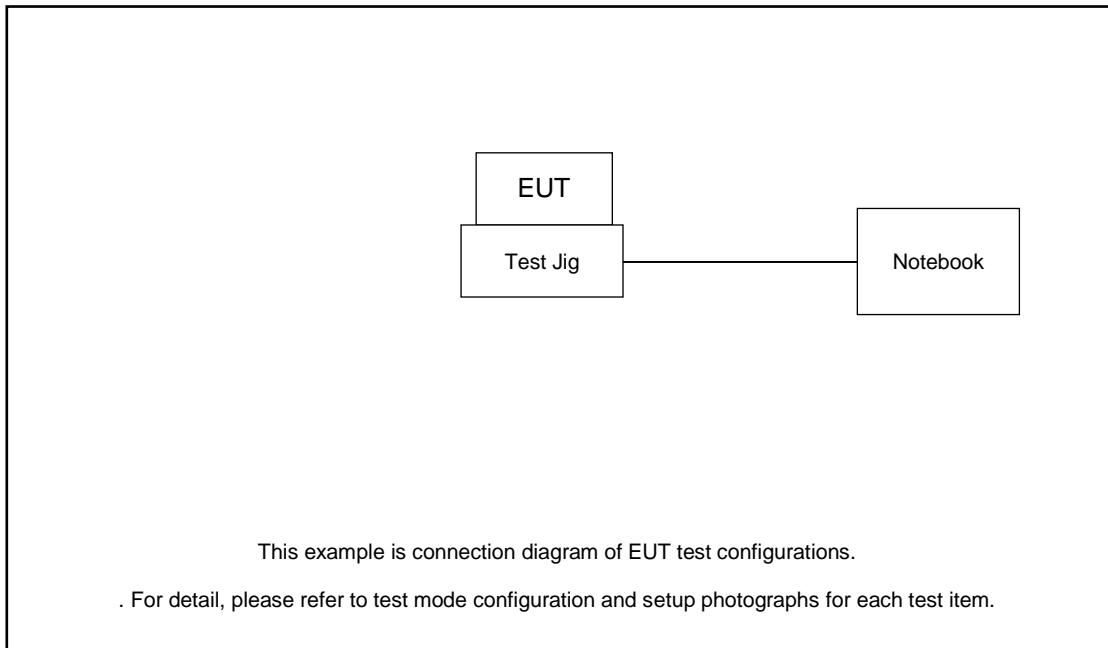 EUT
Test Jig
Notebook
This example is connection diagram of EUT test configurations.
. For detail, please refer to test mode configuration and setup photographs for each test item.